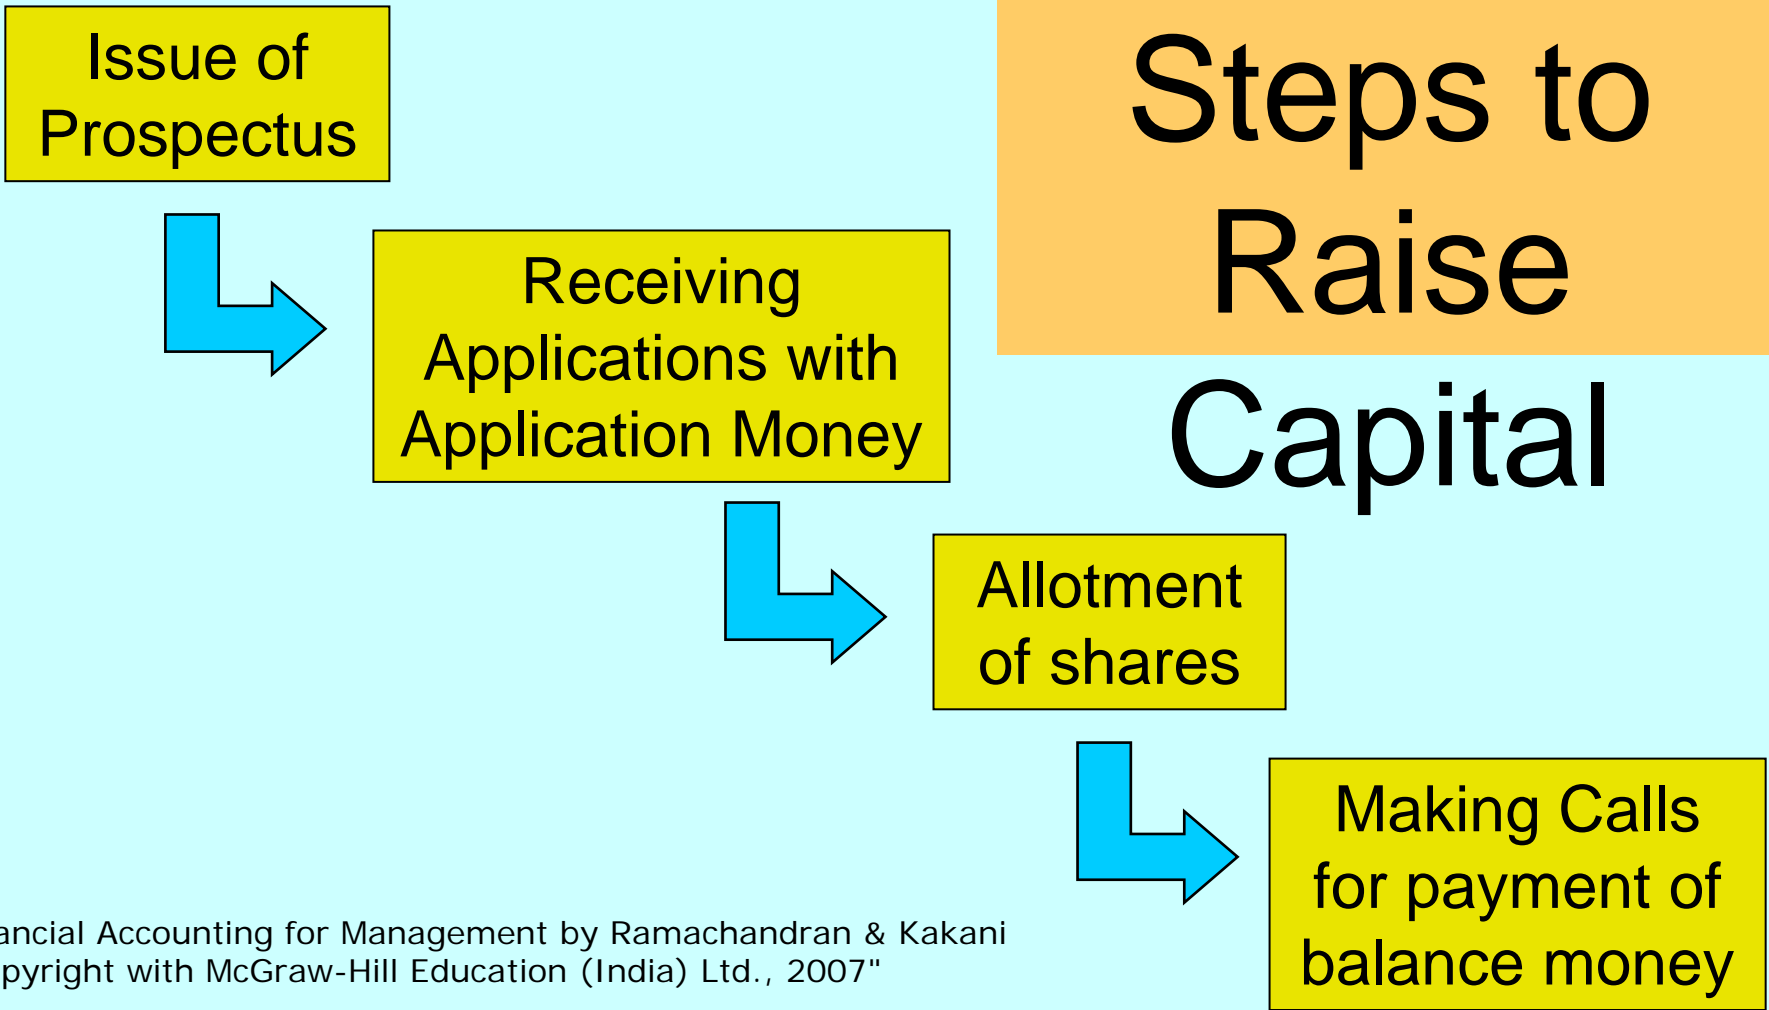 Steps to
Raise
Capital
Issue of
Prospectus
Receiving
Applications with
Application Money
Allotment
of shares
Making Calls
for payment of
balance money
ancial Accounting for Management by Ramachandran & Kakani
pyright with McGraw-Hill Education (India) Ltd., 2007"